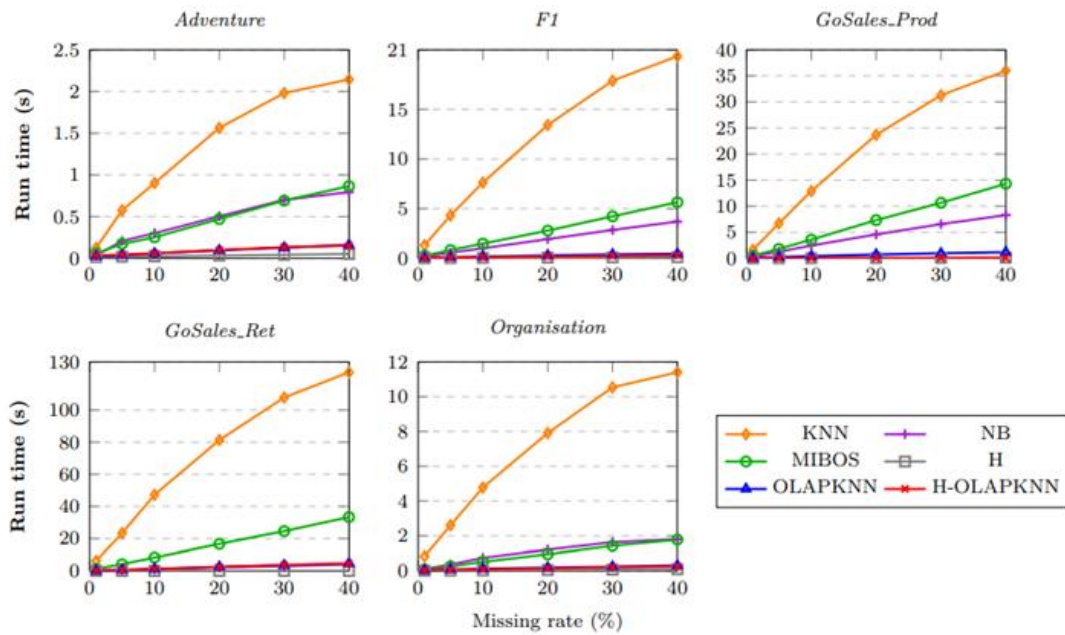 Adventure
F1
GoSales_Prod
Run time (s)
2.5
2
1.5
1
0.5
0
0 10 20 30 40
21
15
10
5
0
0 10 20 30 40
40
35
30
25
20
15
10
5
0
0 10 20 30 40
GoSales_Ret
Organisation
Run time (s)
130
100
80
60
40
20
0
0 10 20 30 40
12
10
8
6
4
2
0
0 10 20 30 40
Missing rate (%)
KNN NB
MIBOS H
OLAPKNN H-OLAPKNN